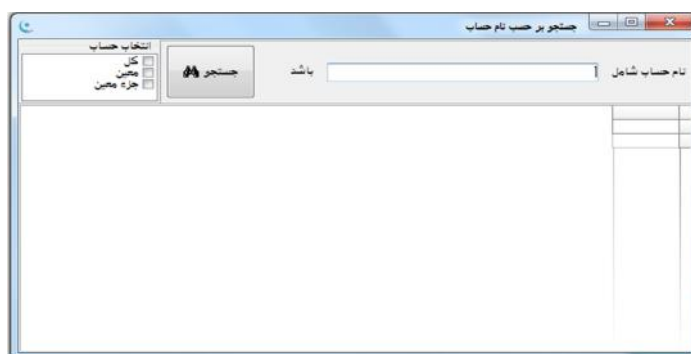 جستجو بر حسب نام حساب
نام حساب شامل
باشد
جستجو
انتخاب حساب
کل
معین
جزء معین